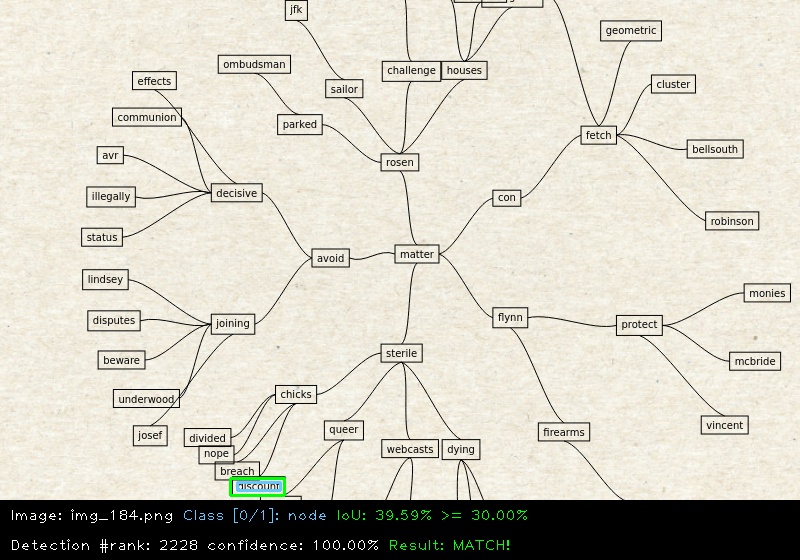 jfk
geometric
ombudsman
challenge
houses
effects
cluster
sailor
communion
parked
fetch
bellsouth
avr
rosen
illegally
decisive
con
robinson
status
avoid
matter
lindsey
monies
disputes
joining
flynn
protect
beware
sterile
mcbride
underwood
chicks
josef
divided
queer
firearms
vincent
nope
webcasts
dying
breach
discount
Image: img_184.png Class [0/1]: node IoU: 39.59% >= 30.00%
Detection #rank: 2228 confidence: 100.00% Result: MATCH!